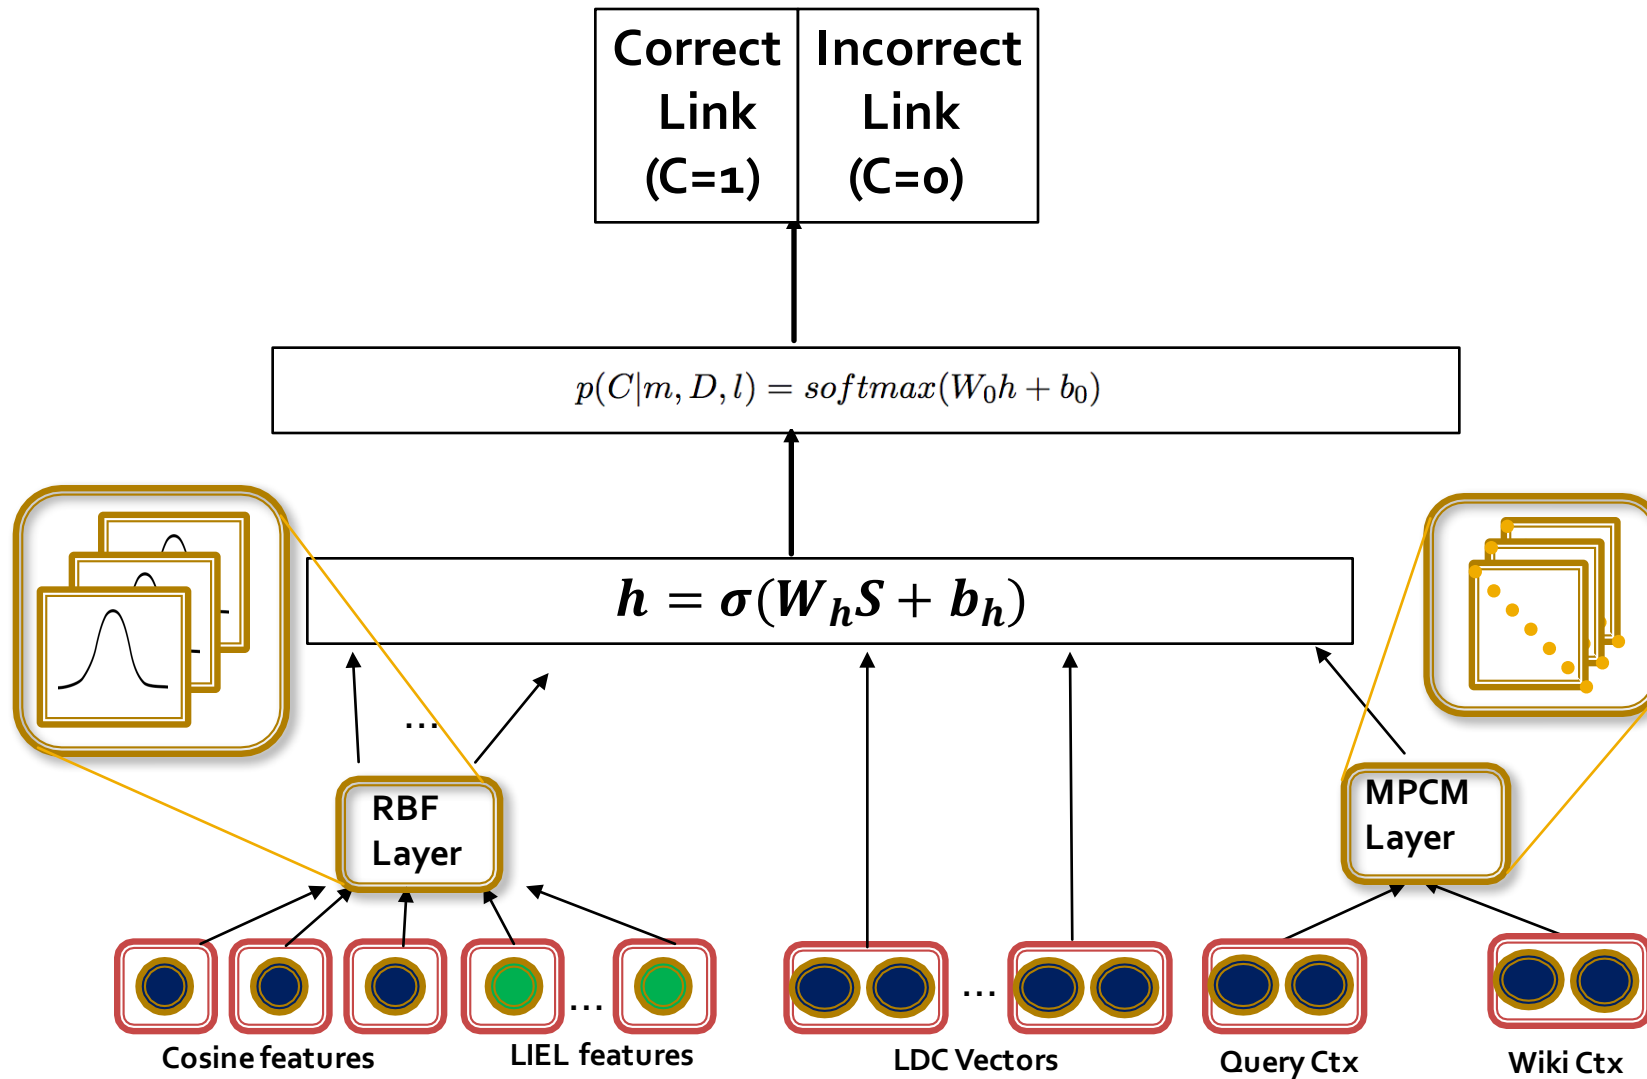 Correct Link (C=1)
Incorrect Link (C=0)
p(C|m, D, l) = softmax(W₀h + b₀)
h = σ(WₕS + bₕ)
...
RBF
Layer
MPCM
Layer
...
...
Cosine features
LIEL features
LDC Vectors
Query Ctx
Wiki Ctx